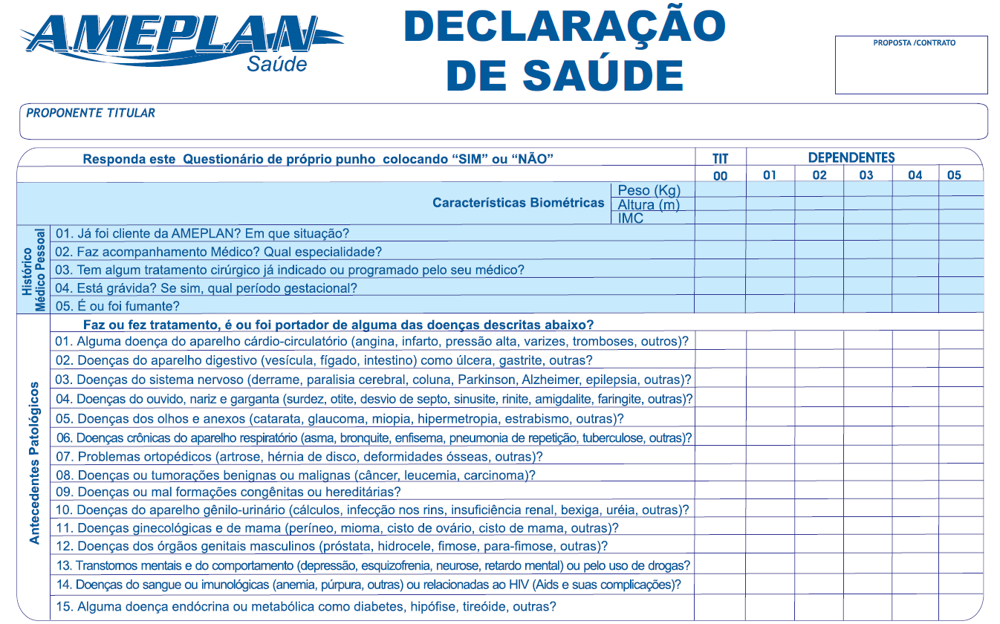 AMEPLAN
Saúde
DECLARAÇÃO
DE SAÚDE
PROPOSTA /CONTRATO
PROPONENTE TITULAR
Responda este Questionário de próprio punho colocando “SIM” ou “NÃO”
TIT
DEPENDENTES
00
01
02
03
04
05
Características Biométricas
Peso (Kg)
Altura (m)
IMC
Histórico
Médico Pessoal
01. Já foi cliente da AMEPLAN? Em que situação?
02. Faz acompanhamento Médico? Qual especialidade?
03. Tem algum tratamento cirúrgico já indicado ou programado pelo seu médico?
04. Está grávida? Se sim, qual período gestacional?
05. É ou foi fumante?
Antecedentes Patológicos
Faz ou fez tratamento, é ou foi portador de alguma das doenças descritas abaixo?
01. Alguma doença do aparelho cárdio-circulatório (angina, infarto, pressão alta, varizes, tromboses, outros)?
02. Doenças do aparelho digestivo (vesícula, fígado, intestino) como úlcera, gastrite, outras?
03. Doenças do sistema nervoso (derrame, paralisia cerebral, coluna, Parkinson, Alzheimer, epilepsia, outras)?
04. Doenças do ouvido, nariz e garganta (surdez, otite, desvio de septo, sinusite, rinite, amigdalite, faringite, outras)?
05. Doenças dos olhos e anexos (catarata, glaucoma, miopia, hipermetropia, estrabismo, outras)?
06. Doenças crônicas do aparelho respiratório (asma, bronquite, enfisema, pneumonia de repetição, tuberculose, outras)?
07. Problemas ortopédicos (artrose, hérnia de disco, deformidades ósseas, outras)?
08. Doenças ou tumorações benignas ou malignas (câncer, leucemia, carcinoma)?
09. Doenças ou mal formações congênitas ou hereditárias?
10. Doenças do aparelho gênilo-urinário (cálculos, infecção nos rins, insuficiência renal, bexiga, uréia, outras)?
11. Doenças ginecológicas e de mama (períneo, mioma, cisto de ovário, cisto de mama, outras)?
12. Doenças dos órgãos genitais masculinos (próstata, hidrocele, fimose, para-fimose, outras)?
13. Transtornos mentais e do comportamento (depressão, esquizofrenia, neurose, retardo mental) ou pelo uso de drogas?
14. Doenças do sangue ou imunológicas (anemia, púrpura, outras) ou relacionadas ao HIV (Aids e suas complicações)?
15. Alguma doença endócrina ou metabólica como diabetes, hipófise, tireóide, outras?